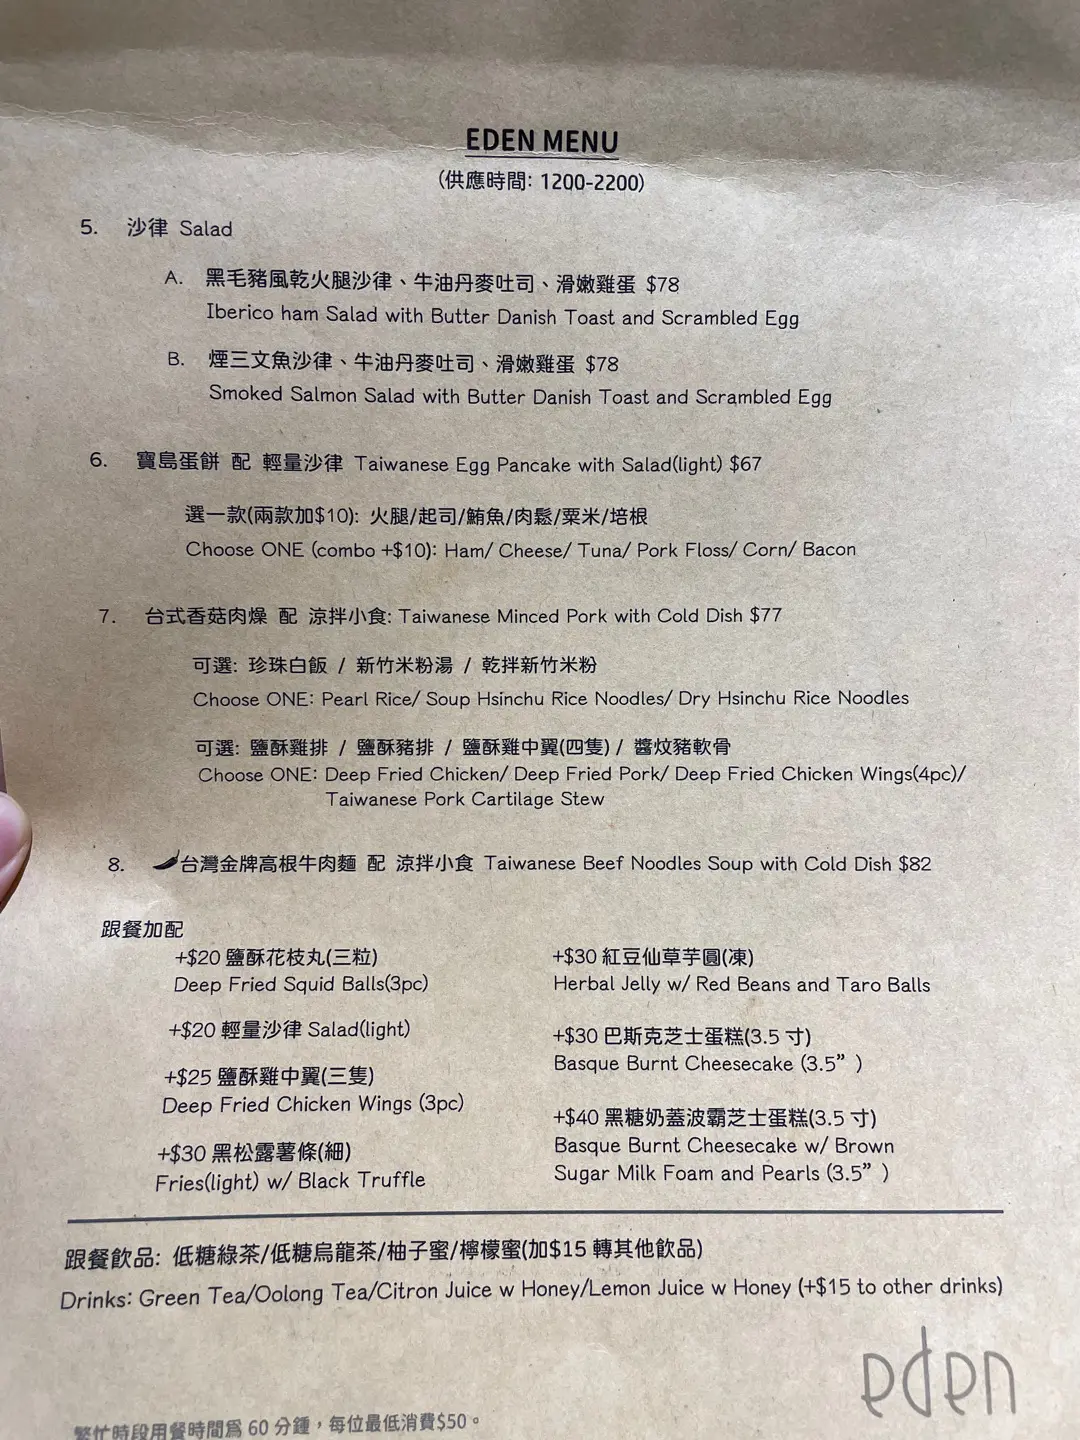 EDEN MENU
(供應時間: 1200-2200)
5. 沙律 Salad
A. 黑毛豬風乾火腿沙律、牛油丹麥吐司、滑嫩雞蛋 $78
Iberico ham Salad with Butter Danish Toast and Scrambled Egg
B. 煙三文魚沙律、牛油丹麥吐司、滑嫩雞蛋 $78
Smoked Salmon Salad with Butter Danish Toast and Scrambled Egg
6. 寶島蛋餅 配 輕量沙律 Taiwanese Egg Pancake with Salad(light) $67
選一款(兩款加$10): 火腿/起司/鮪魚/肉鬆/粟米/培根
Choose ONE (combo +$10): Ham/ Cheese/ Tuna/ Pork Floss/ Corn/ Bacon
7. 台式香菇肉燥 配 涼拌小食: Taiwanese Minced Pork with Cold Dish $77
可選: 珍珠白飯 / 新竹米粉湯 / 乾拌新竹米粉
Choose ONE: Pearl Rice/ Soup Hsinchu Rice Noodles/ Dry Hsinchu Rice Noodles
可選: 鹽酥雞排 / 鹽酥豬排 / 鹽酥雞中翼(四隻) / 醬炆豬軟骨
Choose ONE: Deep Fried Chicken/ Deep Fried Pork/ Deep Fried Chicken Wings(4pc)/
Taiwanese Pork Cartilage Stew
8. 台灣金牌高根牛肉麵 配 涼拌小食 Taiwanese Beef Noodles Soup with Cold Dish $82
跟餐加配
+$20 鹽酥花枝丸(三粒)
Deep Fried Squid Balls(3pc)
+$20 輕量沙律 Salad(light)
+$25 鹽酥雞中翼(三隻)
Deep Fried Chicken Wings (3pc)
+$30 黑松露薯條(細)
Fries(light) w/ Black Truffle
+$30 紅豆仙草芋圓(凍)
Herbal Jelly w/ Red Beans and Taro Balls
+$30 巴斯克芝士蛋糕(3.5 寸)
Basque Burnt Cheesecake (3.5” )
+$40 黑糖奶蓋波霸芝士蛋糕(3.5 寸)
Basque Burnt Cheesecake w/ Brown
Sugar Milk Foam and Pearls (3.5” )
跟餐飲品: 低糖綠茶/低糖烏龍茶/柚子蜜/檸檬蜜(加$15 轉其他飲品)
Drinks: Green Tea/Oolong Tea/Citron Juice w Honey/Lemon Juice w Honey (+$15 to other drinks)
eden
繁忙時段用餐時間爲 60 分鍾，每位最低消費$50。